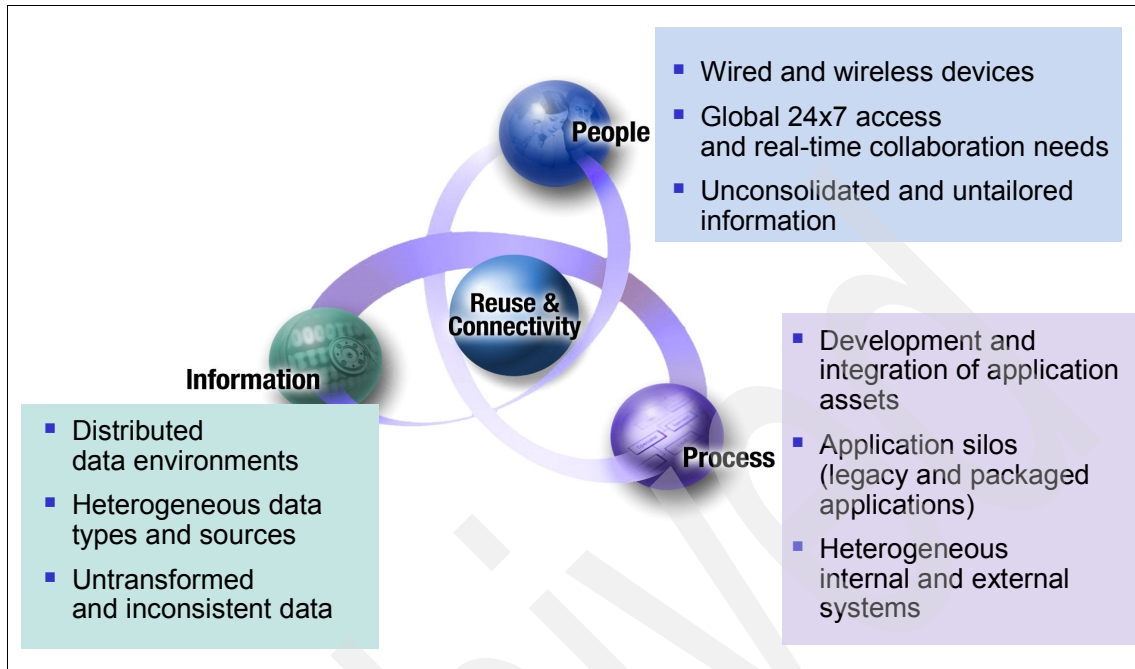 People
▪ Wired and wireless devices
▪ Global 24x7 access
and real-time collaboration needs
▪ Unconsolidated and untailored
information
Reuse &
Connectivity
Information
▪ Distributed
data environments
▪ Heterogeneous data
types and sources
▪ Untransformed
and inconsistent data
Process
▪ Development and
integration of application
assets
▪ Application silos
(legacy and packaged
applications)
▪ Heterogeneous
internal and external
systems